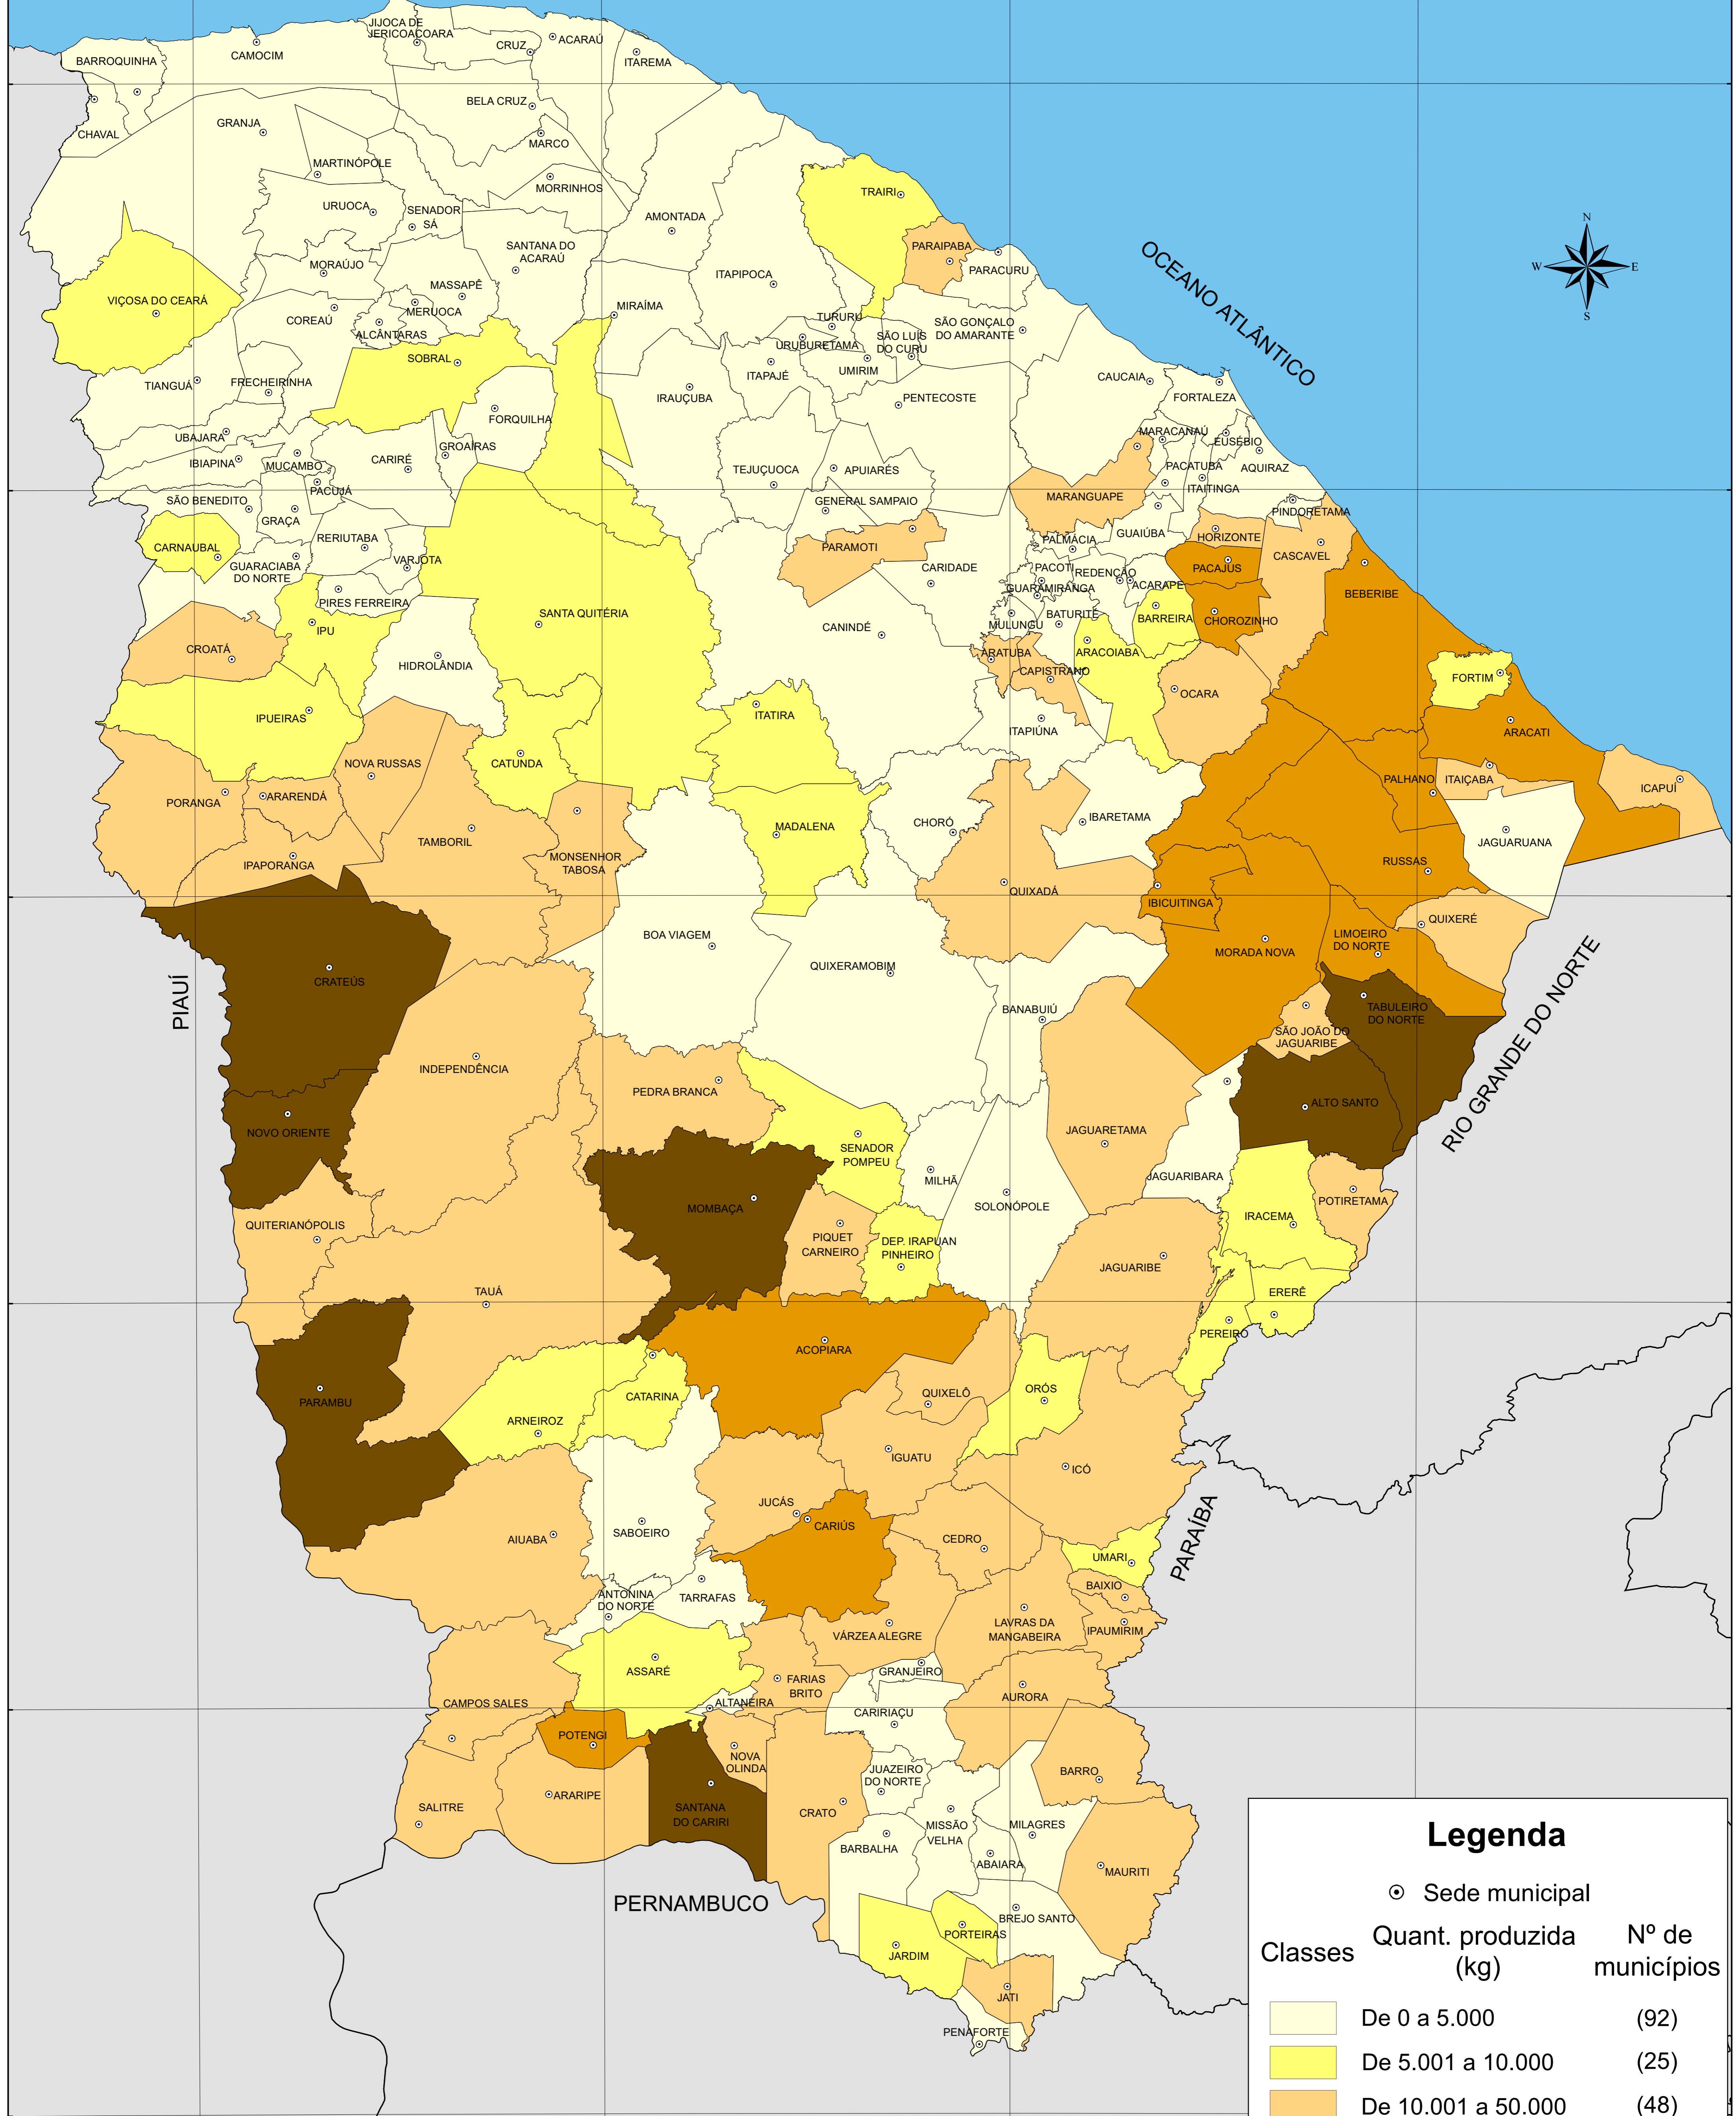 JIJOCA DE
JERICOACOARA
CRUZ
ACARAÚ
ITAREMA
CAMOCIM
BARROQUINHA
CHAVAL
GRANJA
BELA CRUZ
MARCO
MARTINÓPOLE
MORRINHOS
URUOCA
SENADOR
SÁ
AMONTADA
TRAIRI
PARAIPABA
PARACURU
SANTANA DO
ACARAÚ
MORAÚJO
MASSAPÊ
ITAPIPOCA
VIÇOSA DO CEARÁ
MERUOCA
MIRAÍMA
COREAÚ
ALCÂNTARAS
TURURU
SÃO GONÇALO
DO AMARANTE
URUBURETAMA
SÃO LUÍS
DO CURU
SOBRAL
UMIRIM
ITAPAJÉ
TIANGUÁ
FRECHEIRINHA
IRAUÇUBA
PENTECOSTE
CAUCAIA
FORTALEZA
FORQUILHA
UBAJARA
GROAÍRAS
MARACANAÚ
EUSÉBIO
IBIAPINA
MUCAMBO
CARIRÉ
TEJUÇUOCA
APUIARÉS
PACATUBA
AQUIRAZ
PACUJÁ
ITAITINGA
SÃO BENEDITO
GENERAL SAMPAIO
MARANGUAPE
PINDORETAMA
GRAÇA
RERIUTABA
GUAIÚBA
HORIZONTE
CARNAUBAL
PARAMOTI
PALMÁCIA
CASCAVEL
GUARACIABA
DO NORTE
VARJOTA
CARIDADE
PACOTI
REDENÇÃO
PACAJUS
PIRES FERREIRA
GUARAMIRANGA
ACARAPE
BEBERIBE
IPU
SANTA QUITÉRIA
CANINDÉ
MULUNGU
BATURITÉ
BARREIRA
CHOROZINHO
CROATÁ
HIDROLÂNDIA
ARATUBA
ARACOIABA
CAPISTRANO
FORTIM
OCARA
IPUEIRAS
ITATIRA
ITAPIÚNA
ARACATI
NOVA RUSSAS
CATUNDA
PALHANO
ITAIÇABA
ICAPUÍ
PORANGA
ARARENDÁ
MADALENA
CHORÓ
IBARETAMA
JAGUARUANA
TAMBORIL
IPAPORANGA
MONSENHOR
TABOSA
RUSSAS
QUIXADÁ
IBICUITINGA
QUIXERÉ
BOA VIAGEM
LIMOEIRO
DO NORTE
QUIXERAMOBIM
MORADA NOVA
CRATEÚS
BANABUIÚ
TABULEIRO
DO NORTE
SÃO JOÃO DO
JAGUARIBE
INDEPENDÊNCIA
PEDRA BRANCA
ALTO SANTO
NOVO ORIENTE
JAGUARETAMA
SENADOR
POMPEU
MILHÃ
JAGUARIBARA
MOMBAÇA
SOLONÓPOLE
POTIRETAMA
QUITERIANÓPOLIS
IRACEMA
PIQUET
CARNEIRO
DEP. IRAPUAN
PINHEIRO
JAGUARIBE
TAUÁ
ERERÊ
PEREIRO
ACOPIARA
PARAMBU
CATARINA
QUIXELÔ
ORÓS
ARNEIROZ
IGUATU
ICÓ
JUCÁS
CARIÚS
AIUABA
SABOEIRO
CEDRO
UMARI
ANTONINA
DO NORTE
TARRAFAS
BAIXIO
VÁRZEA ALEGRE
LAVRAS DA
MANGABEIRA
IPAUMIRIM
ASSARÉ
FARIAS
BRITO
GRANJEIRO
CAMPOS SALES
ALTANEIRA
AURORA
CARIRIAÇU
POTENGI
NOVA
OLINDA
JUAZEIRO
DO NORTE
BARRO
SALITRE
ARARIPE
SANTANA
DO CARIRI
CRATO
MISSÃO
VELHA
MILAGRES
BARBALHA
ABAIARA
MAURITI
BREJO SANTO
PORTEIRAS
JARDIM
JATI
PENAFORTE
OCEANO ATLÂNTICO
N
W
E
S
PIAUÍ
RIO GRANDE DO NORTE
PARAÍBA
PERNAMBUCO
Legenda
Sede municipal
Classes
Quant. produzida
(kg)
Nº de
municípios
De 0 a 5.000 (92)
De 5.001 a 10.000 (25)
De 10.001 a 50.000 (48)